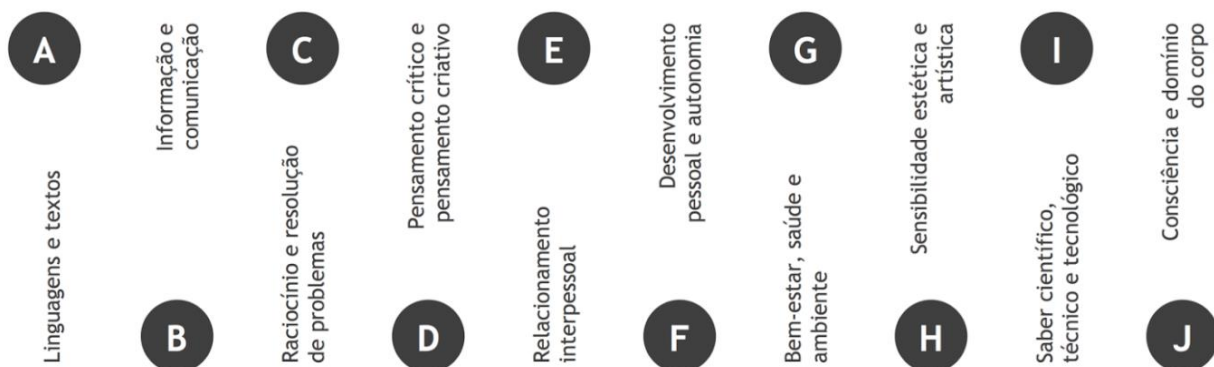 A
Linguagens e textos
Informação e
comunicação
B
C
Raciocínio e resolução
de problemas
Pensamento crítico e
pensamento criativo
D
E
Relacionamento
interpessoal
Desenvolvimento
pessoal e autonomia
F
G
Bem-estar, saúde e
ambiente
Sensibilidade estética e
artística
H
I
Saber científico,
técnico e tecnológico
Consciência e domínio
do corpo
J